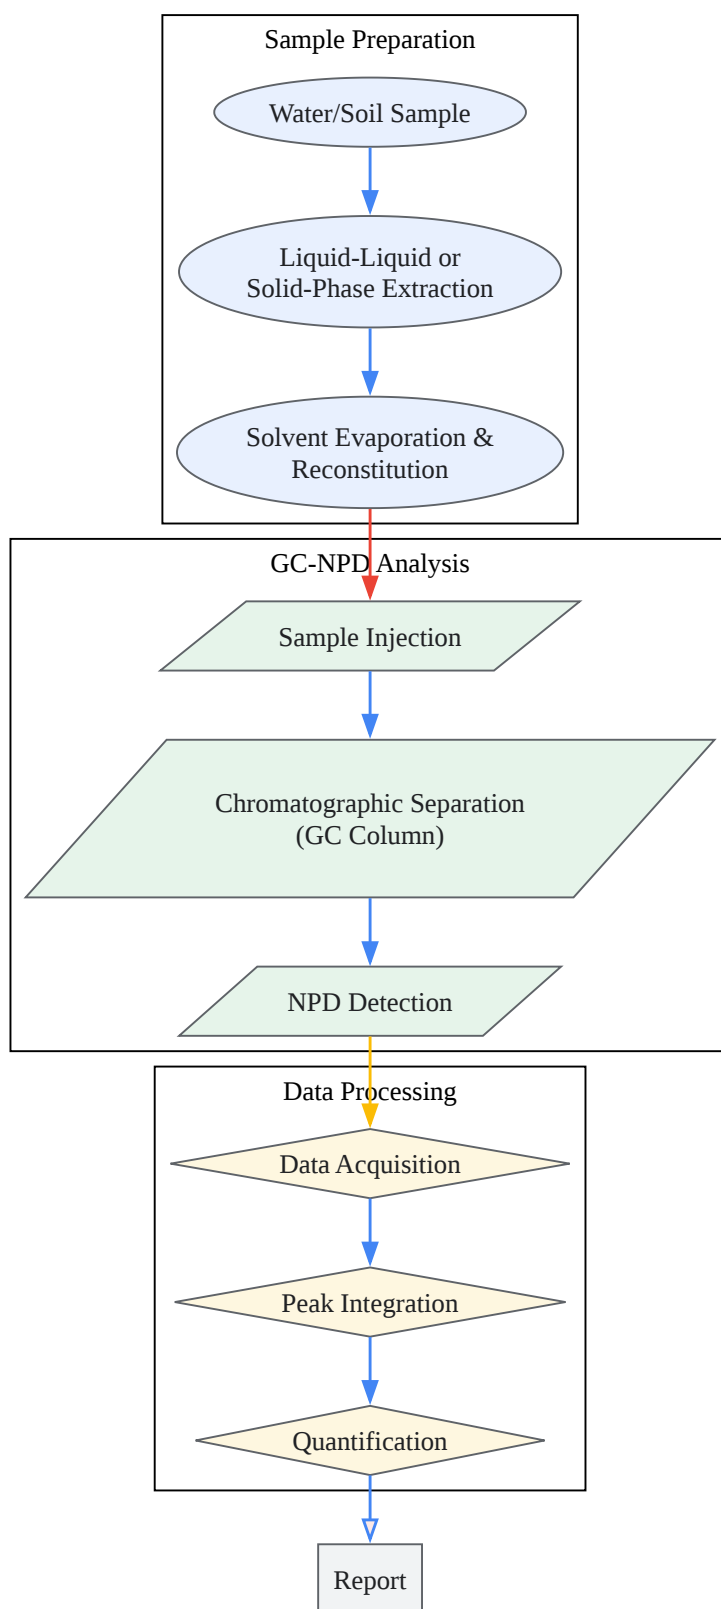 Sample Preparation
Water/Soil Sample
Liquid-Liquid or
Solid-Phase Extraction
Solvent Evaporation &
Reconstitution
GC-NPD Analysis
Sample Injection
Chromatographic Separation
(GC Column)
NPD Detection
Data Processing
Data Acquisition
Peak Integration
Quantification
Report